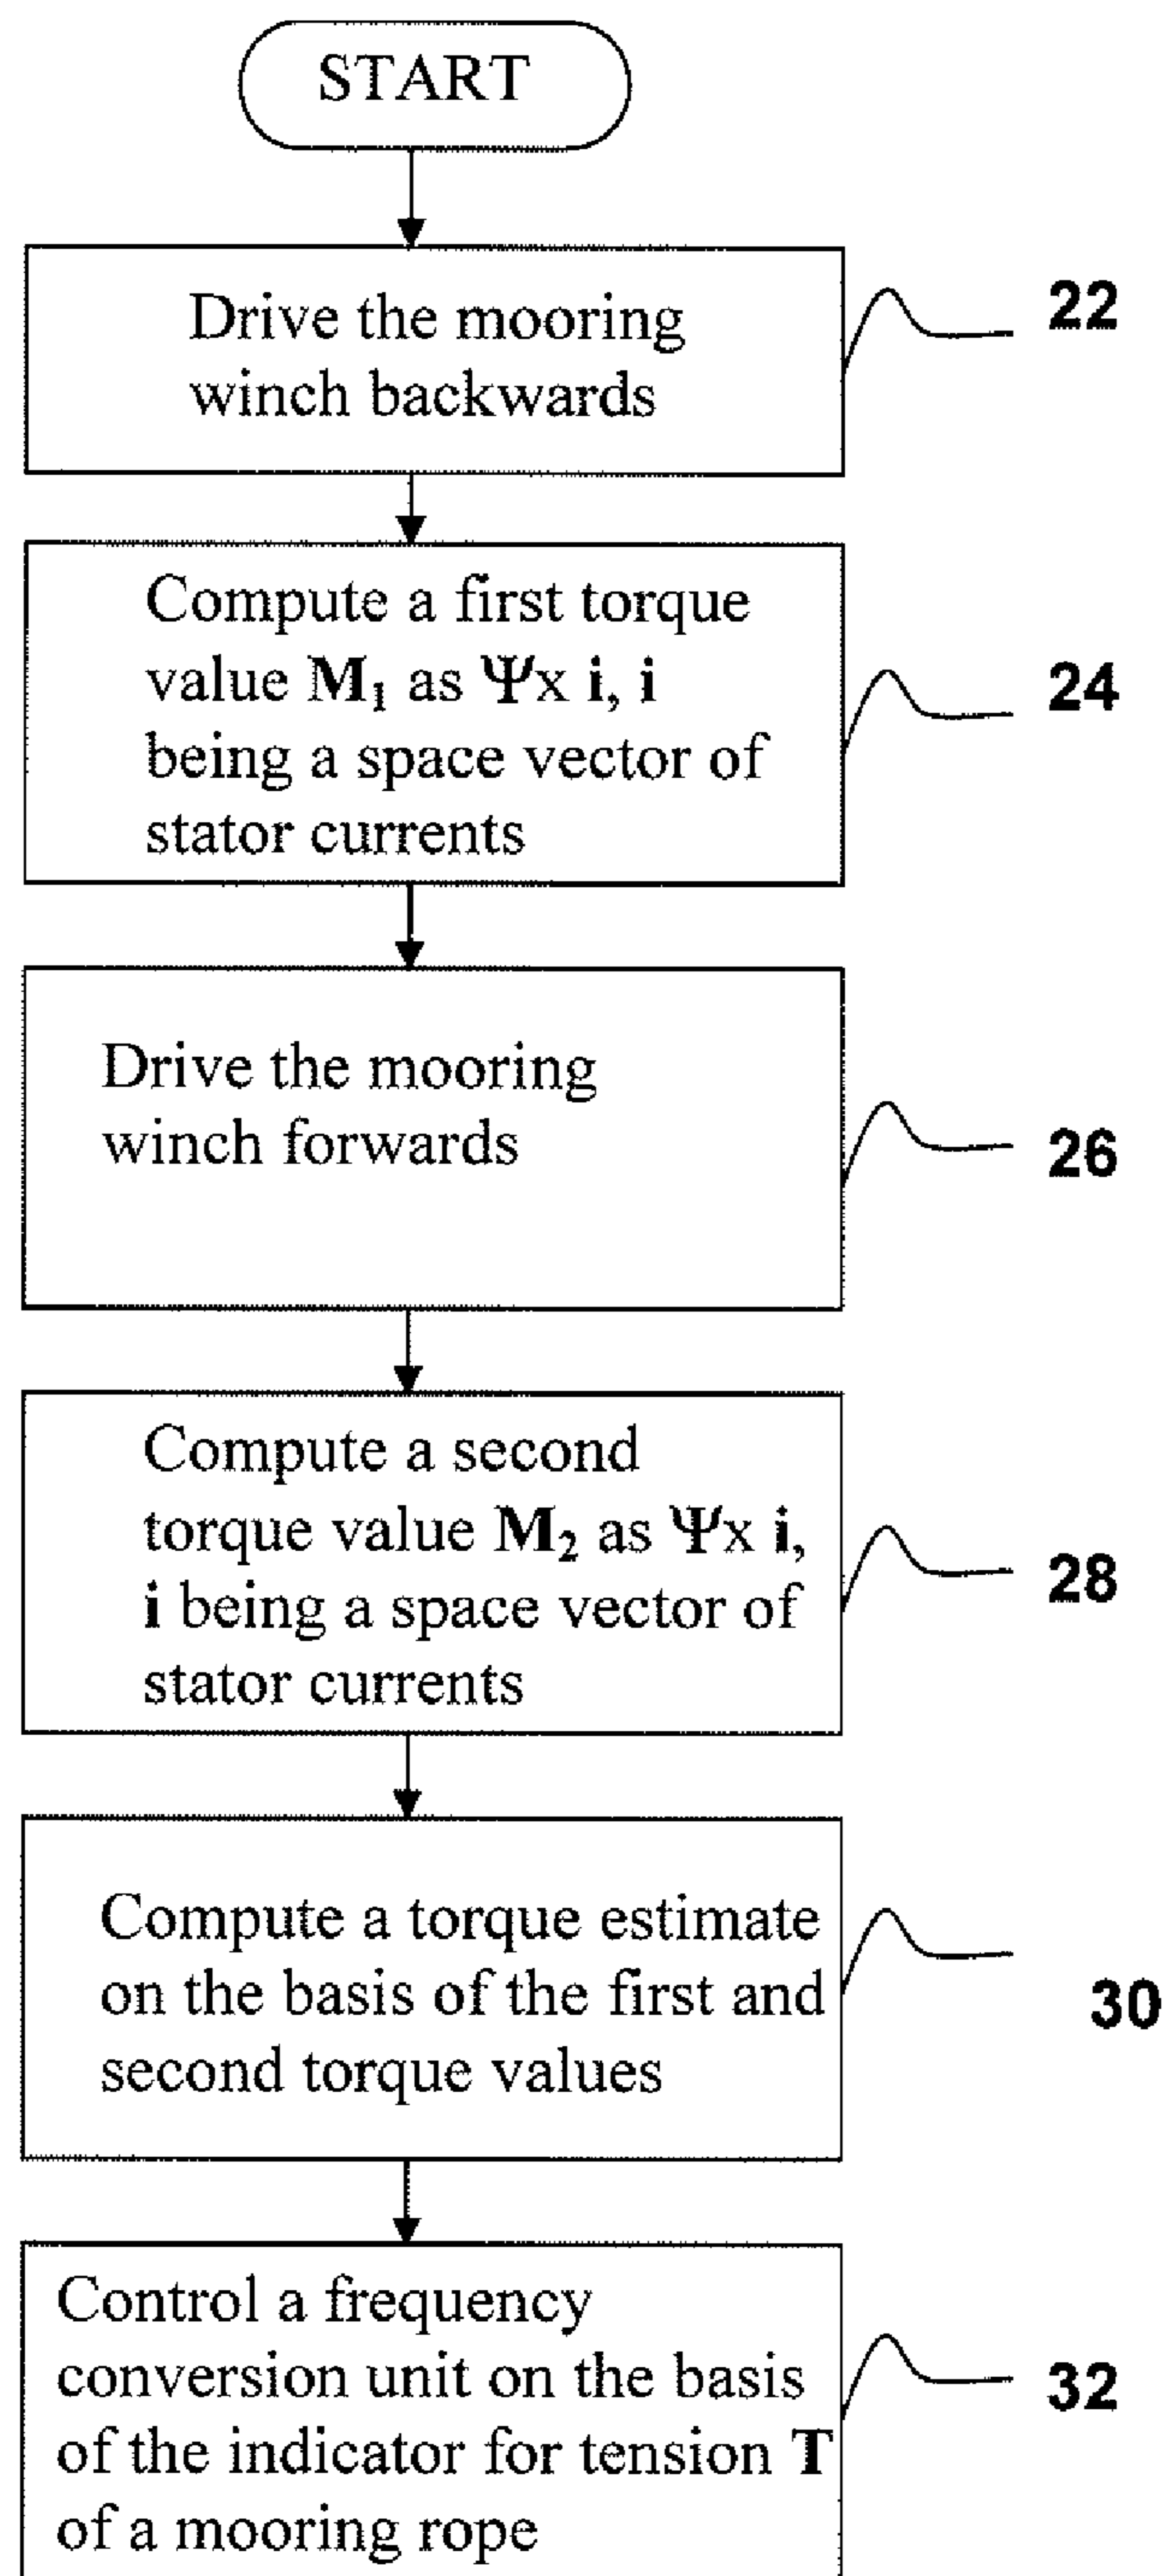 START
Drive the mooring
winch backwards
22
Compute a first torque
value M₁ as Ψx i, i
being a space vector of
stator currents
24
Drive the mooring
winch forwards
26
Compute a second
torque value M₂ as Ψx i,
i being a space vector of
stator currents
28
Compute a torque estimate
on the basis of the first and
second torque values
30
Control a frequency
conversion unit on the basis
of the indicator for tension T
of a mooring rope
32